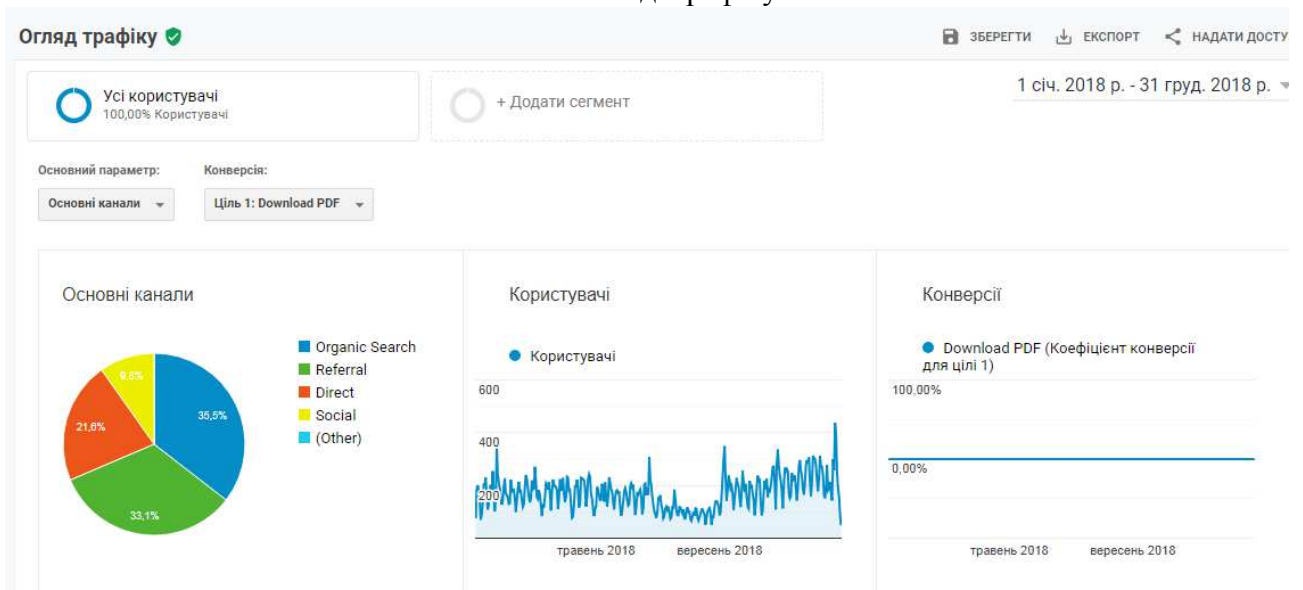 Огляд трафіку
ЗБЕРЕГТИ ЕКСПОРТ НАДАТИ ДОСТУ
Усі користувачі
100,00% Користувачі
+ Додати сегмент
1 січ. 2018 р. - 31 груд. 2018 р.
Основний параметр: Конверсія:
Основні канали Ціль 1: Download PDF
Основні канали
Organic Search
Referral
Direct
Social
(Other)
9,8%
35,5%
21,6%
33,1%
Користувачі
Користувачі
600
400
200
травень 2018 вересень 2018
Конверсії
Download PDF (Коефіцієнт конверсії
для цілі 1)
100,00%
0,00%
травень 2018 вересень 2018